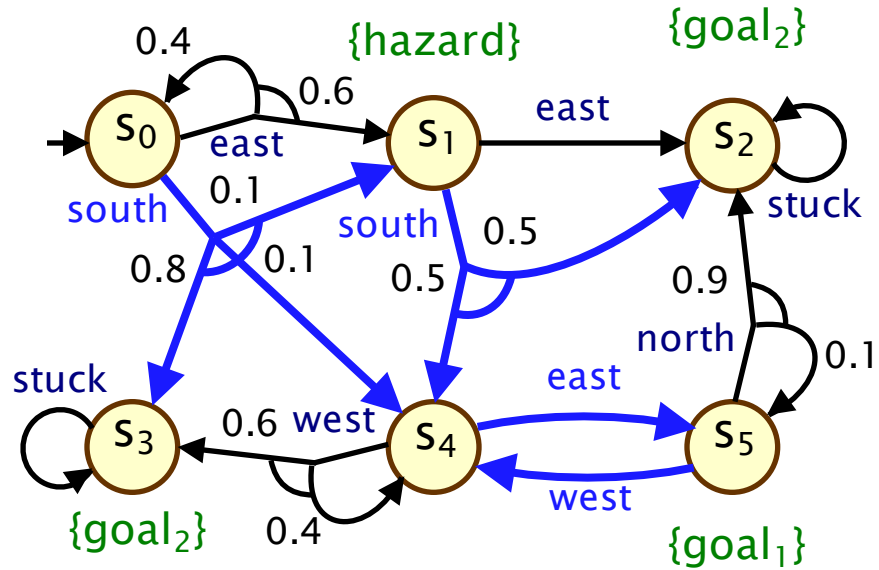 0.4
{hazard}
{goal₂}
0.6
s₀
east
s₁
east
s₂
stuck
south
0.1
south
0.5
0.8
0.1
0.5
0.9
north
0.1
stuck
east
s₃
0.6
west
s₄
s₅
west
0.4
{goal₂}
{goal₁}